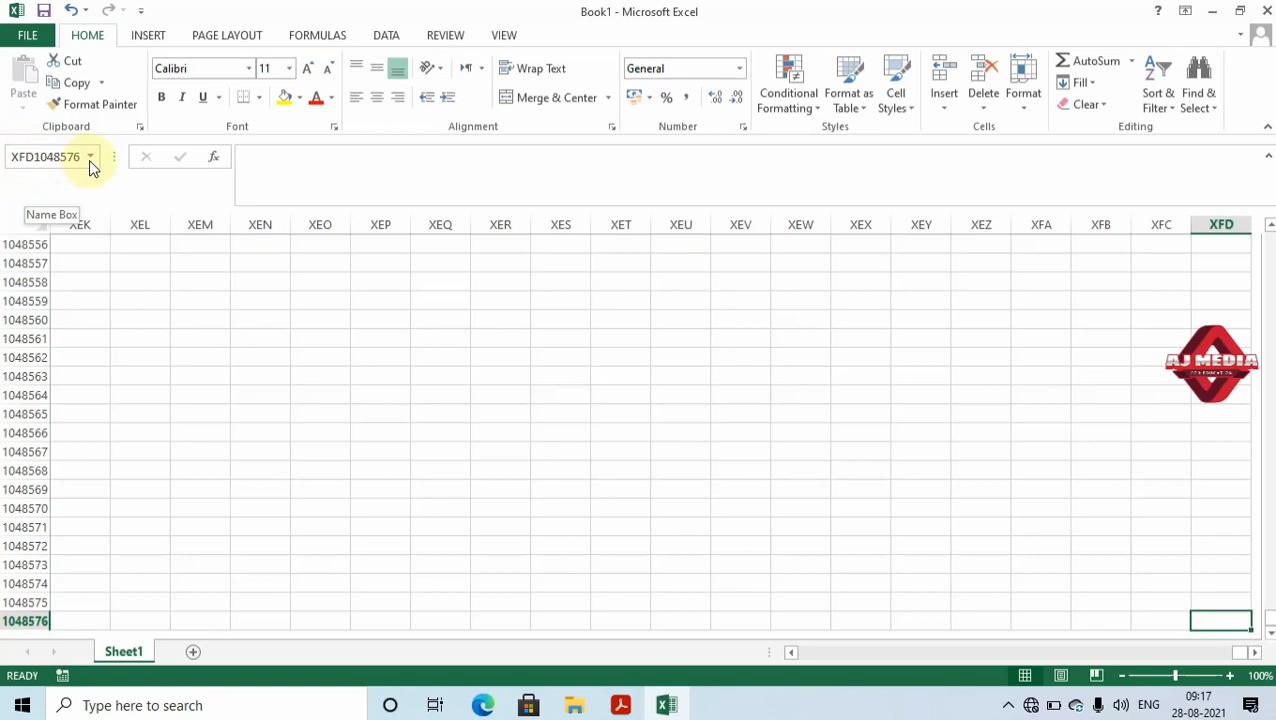 Book1 - Microsoft Excel
?
FILE
HOME
INSERT
PAGE LAYOUT
FORMULAS
DATA
REVIEW
VIEW
Paste
Cut
Copy
Format Painter
Clipboard
Calibri
11
B I U
A
Font
Wrap Text
Merge & Center
Alignment
General
%
Number
Conditional
Formatting
Format as
Table
Cell
Styles
Styles
Insert
Delete
Format
Cells
AutoSum
Fill
Clear
Sort &
Filter
Find &
Select
Editing
XFD1048576
fx
Name Box
XEK XEL XEM XEN XEO XEP XEQ XER XES XET XEU XEV XEW XEX XEY XEZ XFA XFB XFC XFD
1048556
1048557
1048558
1048559
1048560
1048561
1048562
1048563
1048564
1048565
1048566
1048567
1048568
1048569
1048570
1048571
1048572
1048573
1048574
1048575
1048576
AJ MEDIA
FOR EDUCATION
Sheet1
READY
100%
Type here to search
ENG
09:17
28-08-2021